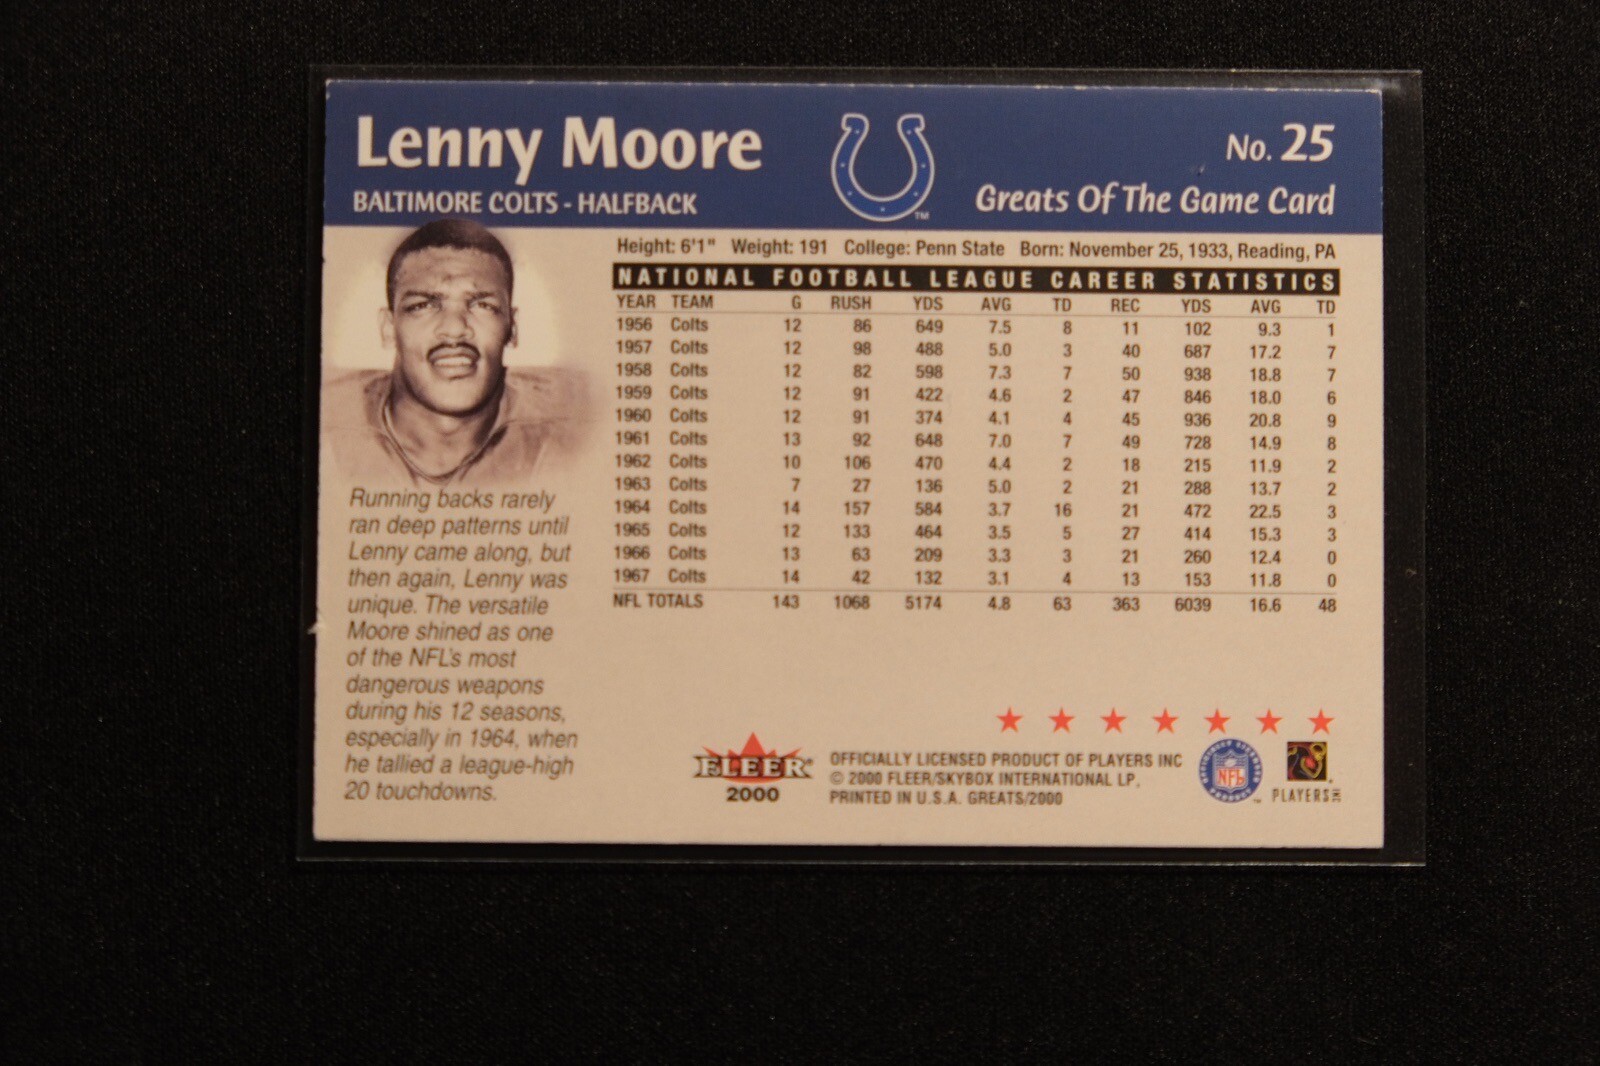 Lenny Moore
No. 25
BALTIMORE COLTS - HALFBACK
TM
Greats Of The Game Card
Height: 6'1" Weight: 191 College: Penn State Born: November 25, 1933, Reading, PA
NATIONAL FOOTBALL LEAGUE CAREER STATISTICS
YEAR TEAM G RUSH YDS AVG TD REC YDS AVG TD
1956 Colts 12 86 649 7.5 8 11 102 9.3 1
1957 Colts 12 98 488 5.0 3 40 687 17.2 7
1958 Colts 12 82 598 7.3 7 50 938 18.8 7
1959 Colts 12 91 422 4.6 2 47 846 18.0 6
1960 Colts 12 91 374 4.1 4 45 936 20.8 9
1961 Colts 13 92 648 7.0 7 49 728 14.9 8
1962 Colts 10 106 470 4.4 2 18 215 11.9 2
1963 Colts 7 27 136 5.0 2 21 288 13.7 2
1964 Colts 14 157 584 3.7 16 21 472 22.5 3
1965 Colts 12 133 464 3.5 5 27 414 15.3 3
1966 Colts 13 63 209 3.3 3 21 260 12.4 0
1967 Colts 14 42 132 3.1 4 13 153 11.8 0
NFL TOTALS 143 1068 5174 4.8 63 363 6039 16.6 48
Running backs rarely
ran deep patterns until
Lenny came along, but
then again, Lenny was
unique. The versatile
Moore shined as one
of the NFL's most
dangerous weapons
during his 12 seasons,
especially in 1964, when
he tallied a league-high
20 touchdowns.
FLEER
2000
OFFICIALLY LICENSED PRODUCT OF PLAYERS INC
© 2000 FLEER/SKYBOX INTERNATIONAL LP,
PRINTED IN U.S.A. GREATS/2000
NFL
PLAYERS INC